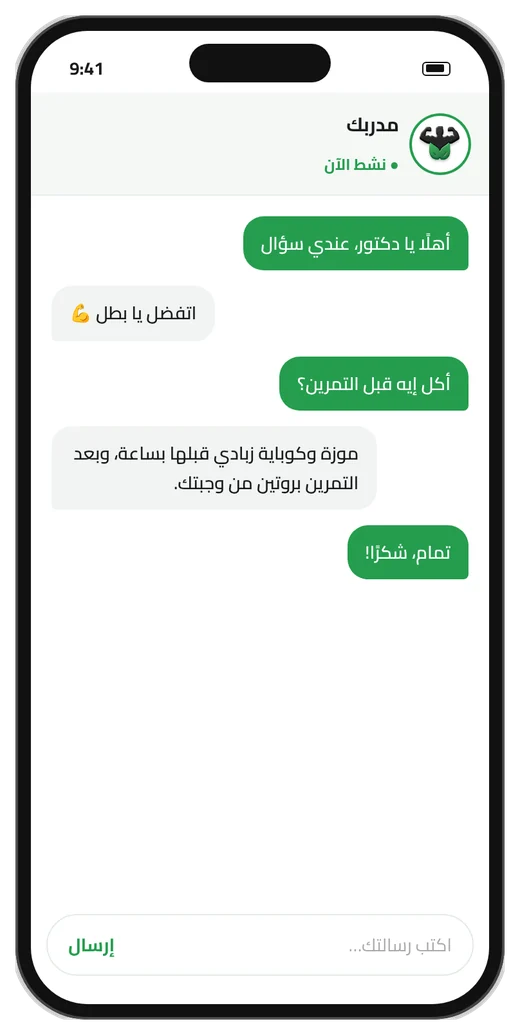 9:41
مدربك
• نشط الآن
أهلًا يا دكتور، عندي سؤال
اتفضل يا بطل 💪
أكل إيه قبل التمرين؟
موزة وكوباية زبادي قبلها بساعة، وبعد
التمرين بروتين من وجبتك.
تمام، شكرًا!
اكتب رسالتك...
إرسال